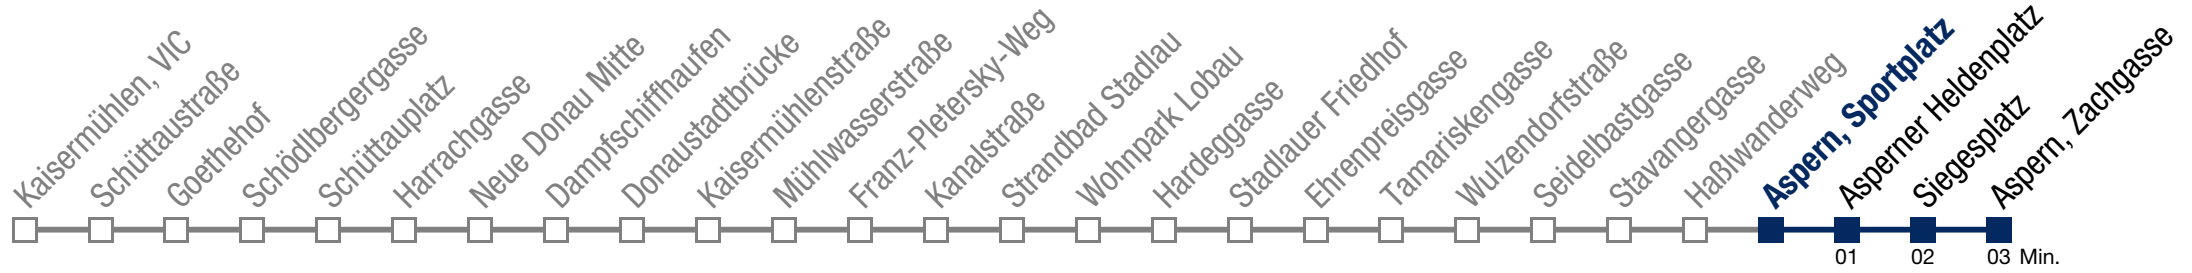 Kaisermühlen, VIC
Schüttaustraße
Goethehof
Schödlbergergasse
Schüttauplatz
Harrachgasse
Neue Donau Mitte
Dampfschiffhaufen
Donaustadtbrücke
Kaisermühlenstraße
Mühlwasserstraße
Franz-Pletersky-Weg
Kanalstraße
Strandbad Stadlau
Wohnpark Lobau
Hardeggasse
Stadlauer Friedhof
Ehrenpreisgasse
Tamariskengasse
Wulzendorfstraße
Seidelbastgasse
Stavangergasse
Haßlwanderweg
Aspern, Sportplatz
Asperner Heldenplatz
Siegesplatz
Aspern, Zachgasse
01 02 03 Min.